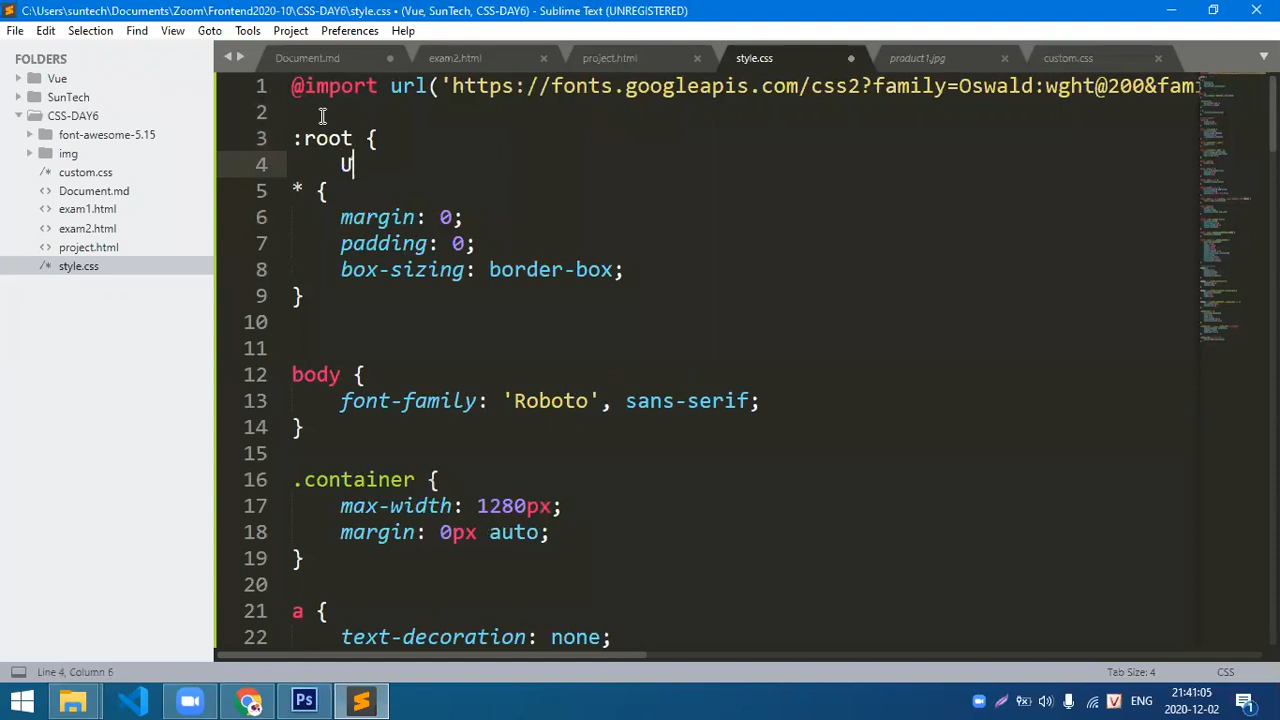 C:\Users\suntech\Documents\Zoom\Frontend2020-10\CSS-DAY6\style.css • (Vue, SunTech, CSS-DAY6) - Sublime Text (UNREGISTERED)
File Edit Selection Find View Goto Tools Project Preferences Help
FOLDERS
Vue
SunTech
CSS-DAY6
font-awesome-5.15
img
custom.css
Document.md
exam1.html
exam2.html
project.html
style.css
Document.md exam2.html project.html style.css product1.jpg custom.css
1 @import url('https://fonts.googleapis.com/css2?family=Oswald:wght@200&fam
2
3 :root {
4 U
5 * {
6 margin: 0;
7 padding: 0;
8 box-sizing: border-box;
9 }
10
11
12 body {
13 font-family: 'Roboto', sans-serif;
14 }
15
16 .container {
17 max-width: 1280px;
18 margin: 0px auto;
19 }
20
21 a {
22 text-decoration: none;
Line 4, Column 6 Tab Size: 4 CSS
Ps
V ENG
21:41:05
2020-12-02
1